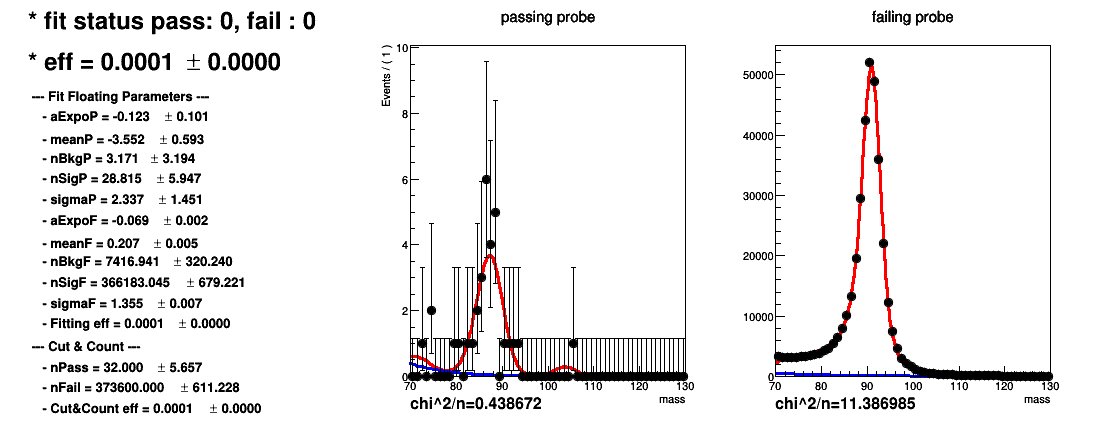 * fit status pass: 0, fail : 0
* eff = 0.0001 ± 0.0000
--- Fit Floating Parameters ---
- aExpoP = -0.123 ± 0.101
- meanP = -3.552 ± 0.593
- nBkgP = 3.171 ± 3.194
- nSigP = 28.815 ± 5.947
- sigmaP = 2.337 ± 1.451
- aExpoF = -0.069 ± 0.002
- meanF = 0.207 ± 0.005
- nBkgF = 7416.941 ± 320.240
- nSigF = 366183.045 ± 679.221
- sigmaF = 1.355 ± 0.007
- Fitting eff = 0.0001 ± 0.0000
--- Cut & Count ---
- nPass = 32.000 ± 5.657
- nFail = 373600.000 ± 611.228
- Cut&Count eff = 0.0001 ± 0.0000
passing probe
Events / ( 1 )
10
8
6
4
2
0
70 80 90 100 110 120 130
mass
chi^2/n=0.438672
failing probe
50000
40000
30000
20000
10000
0
70 80 90 100 110 120 130
mass
chi^2/n=11.386985